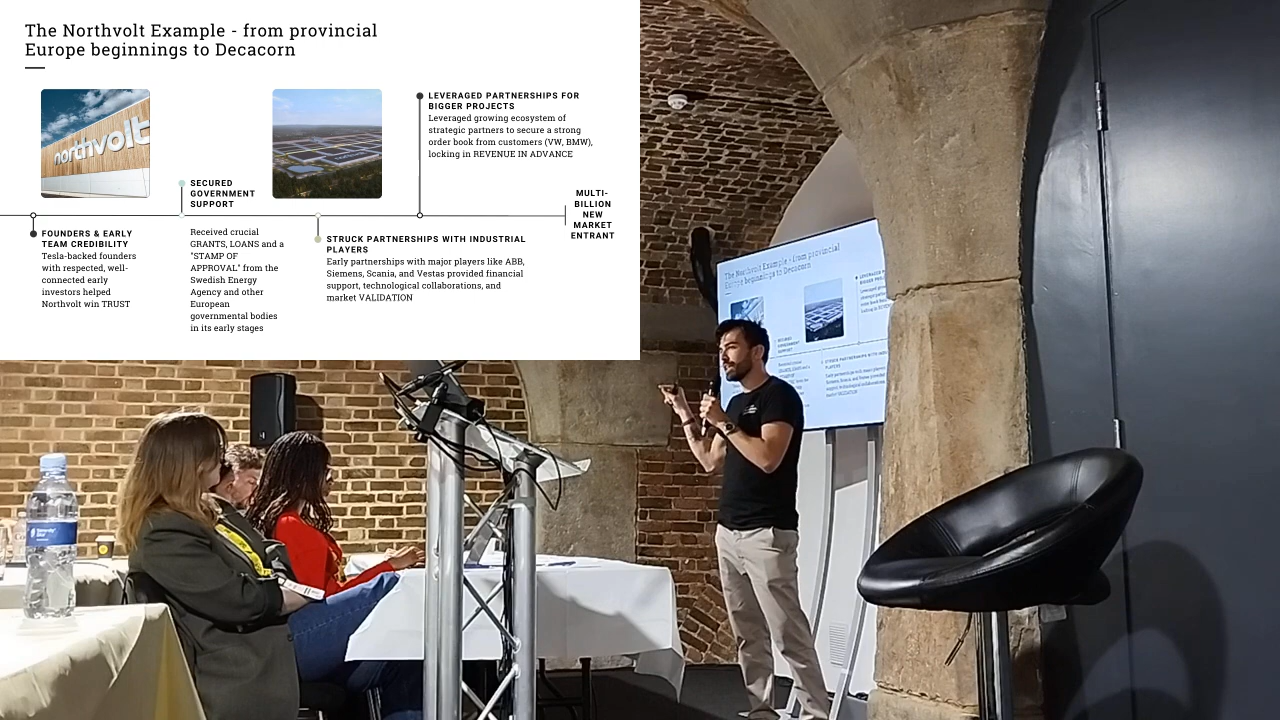 The Northvolt Example - from provincial
Europe beginnings to Decacorn
northvolt
FOUNDERS & EARLY
TEAM CREDIBILITY
Tesla-backed founders
with respected, well-
connected early
investors helped
Northvolt win TRUST
SECURED
GOVERNMENT
SUPPORT
Received crucial
GRANTS, LOANS and a
"STAMP OF
APPROVAL" from the
Swedish Energy
Agency and other
European
governmental bodies
in its early stages
STRUCK PARTNERSHIPS WITH INDUSTRIAL
PLAYERS
Early partnerships with major players like ABB,
Siemens, Scania, and Vestas provided financial
support, technological collaborations, and
market VALIDATION
LEVERAGED PARTNERSHIPS FOR
BIGGER PROJECTS
Leveraged growing ecosystem of
strategic partners to secure a strong
order book from customers (VW, BMW),
locking in REVENUE IN ADVANCE
MULTI-
BILLION
NEW
MARKET
ENTRANT
The Northvolt Example - from provincial
Europe beginnings to Decacorn